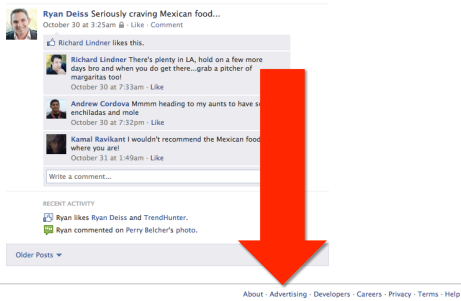 Ryan Deiss Seriously craving Mexican food...
October 30 at 3:25am · Like · Comment
Richard Lindner likes this.
Richard Lindner There's plenty in LA, hold on a few more
days bro and when you do get there...grab a pitcher of
margaritas too!
October 30 at 7:33am · Like
Andrew Cordova Mmmm heading to my aunts to have
enchiladas and mole
October 30 at 7:32pm · Like
Kamal Ravikant I wouldn't recommend the Mexican food
where you are!
October 31 at 1:49am · Like
Write a comment...
RECENT ACTIVITY
Ryan likes Ryan Deiss and TrendHunter.
Ryan commented on Perry Belcher's photo.
Older Posts
About · Advertising · Developers · Careers · Privacy · Terms · Help